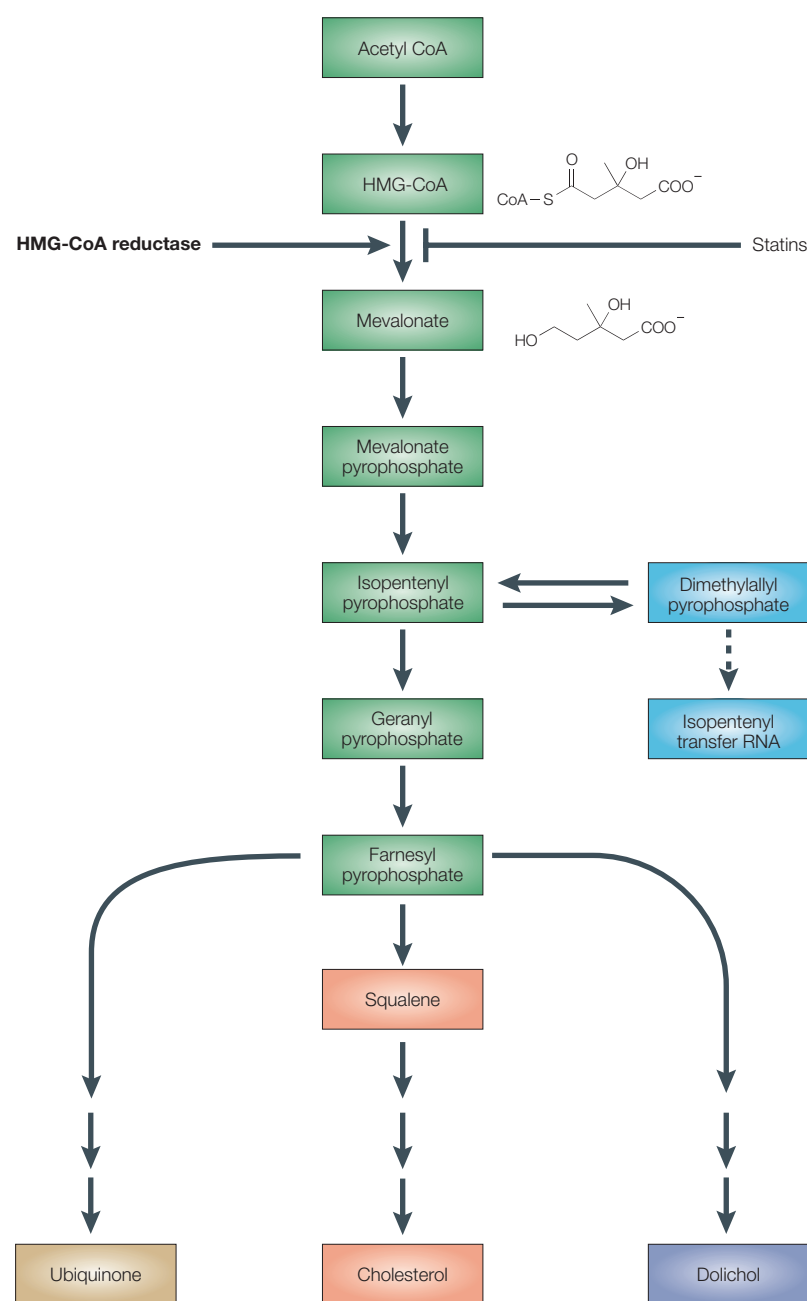 Acetyl CoA
HMG-CoA
O
OH
CoA–S
COO⁻
HMG-CoA reductase
Statins
Mevalonate
OH
HO
COO⁻
Mevalonate
pyrophosphate
Isopentenyl
pyrophosphate
Dimethylallyl
pyrophosphate
Geranyl
pyrophosphate
Isopentenyl
transfer RNA
Farnesyl
pyrophosphate
Squalene
Ubiquinone
Cholesterol
Dolichol